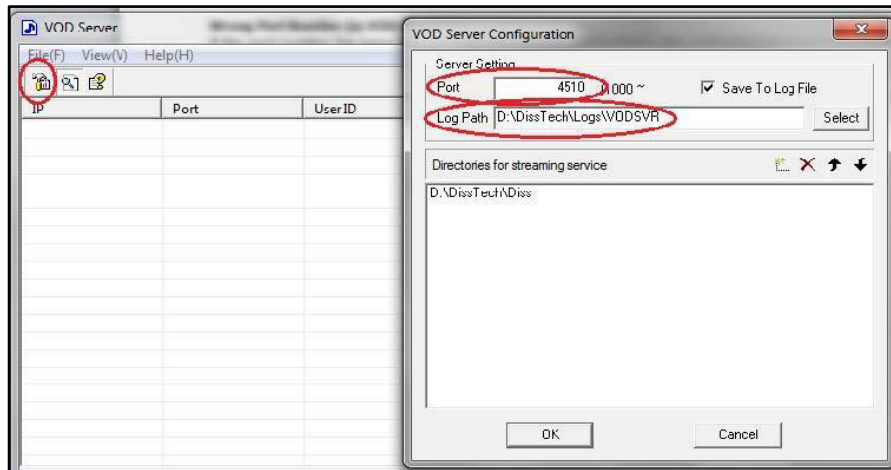 VOD Server
File(F) View(V) Help(H)
IP Port UserID
VOD Server Configuration
Server Setting
Port 4510 1000 ~ Save To Log File
Log Path D:\DissTech\Logs\VODSVR Select
Directories for streaming service
D:\DissTech\Diss
OK Cancel